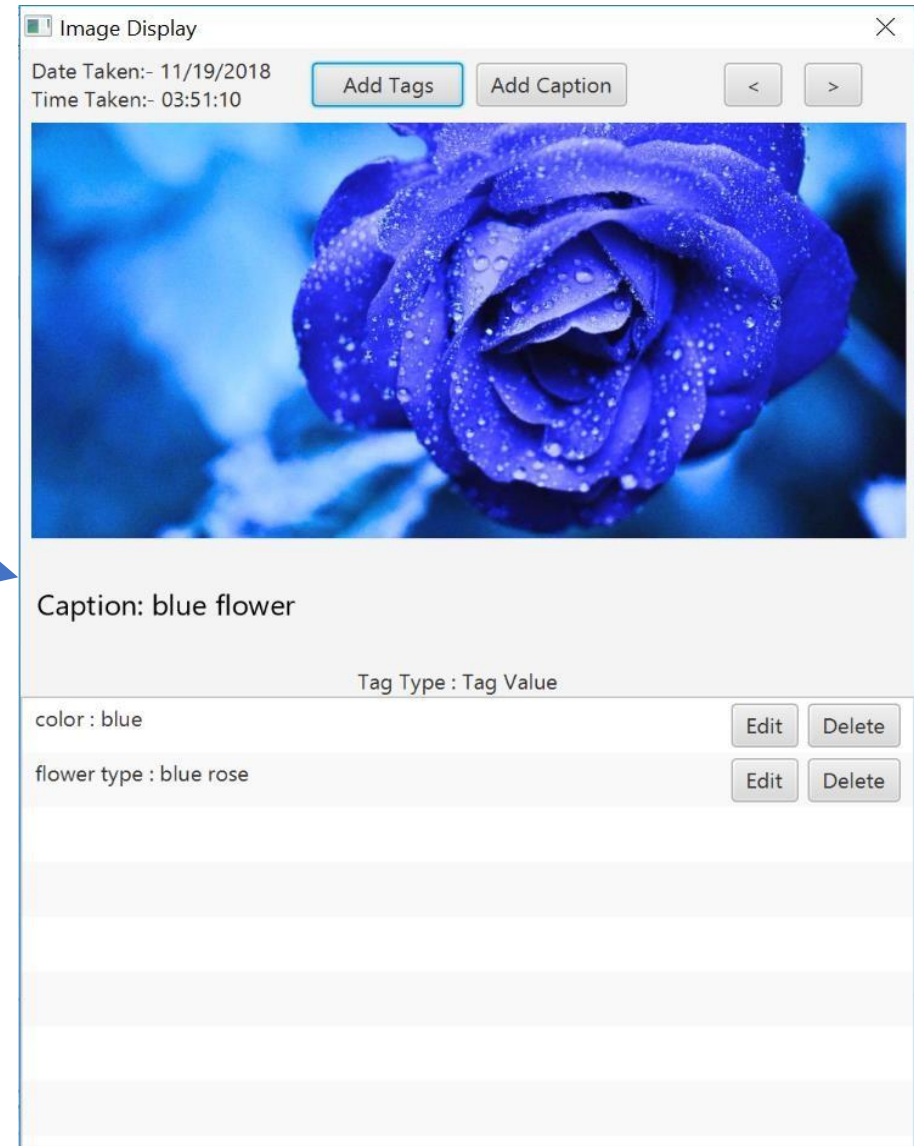 Image Display
Date Taken:- 11/19/2018
Time Taken:- 03:51:10
Add Tags
Add Caption
<
>
Caption: blue flower
Tag Type : Tag Value
color : blue
Edit
Delete
flower type : blue rose
Edit
Delete